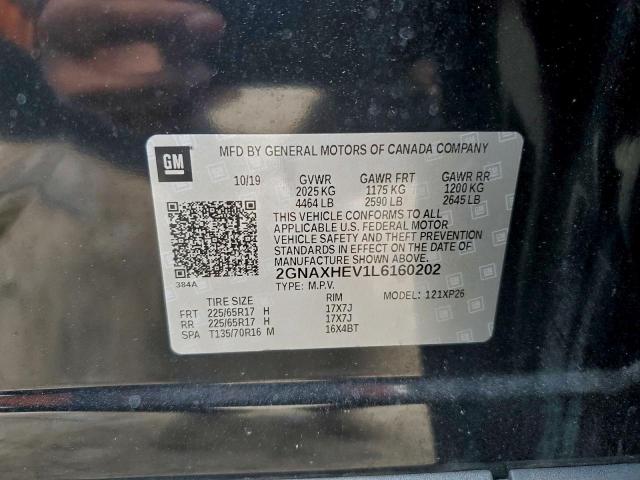 GM
MFD BY GENERAL MOTORS OF CANADA COMPANY
10/19 GVWR GAWR FRT GAWR RR
2025 KG 1175 KG 1200 KG
4464 LB 2590 LB 2645 LB
THIS VEHICLE CONFORMS TO ALL
APPLICABLE U.S. FEDERAL MOTOR
VEHICLE SAFETY AND THEFT PREVENTION
STANDARDS IN EFFECT ON THE DATE OF
MANUFACTURE SHOWN ABOVE.
2GNAXHEV1L6160202
384A
TYPE: M.P.V. MODEL: 121XP26
TIRE SIZE RIM
FRT 225/65R17 H 17X7J
RR 225/65R17 H 17X7J
SPA T135/70R16 M 16X4BT